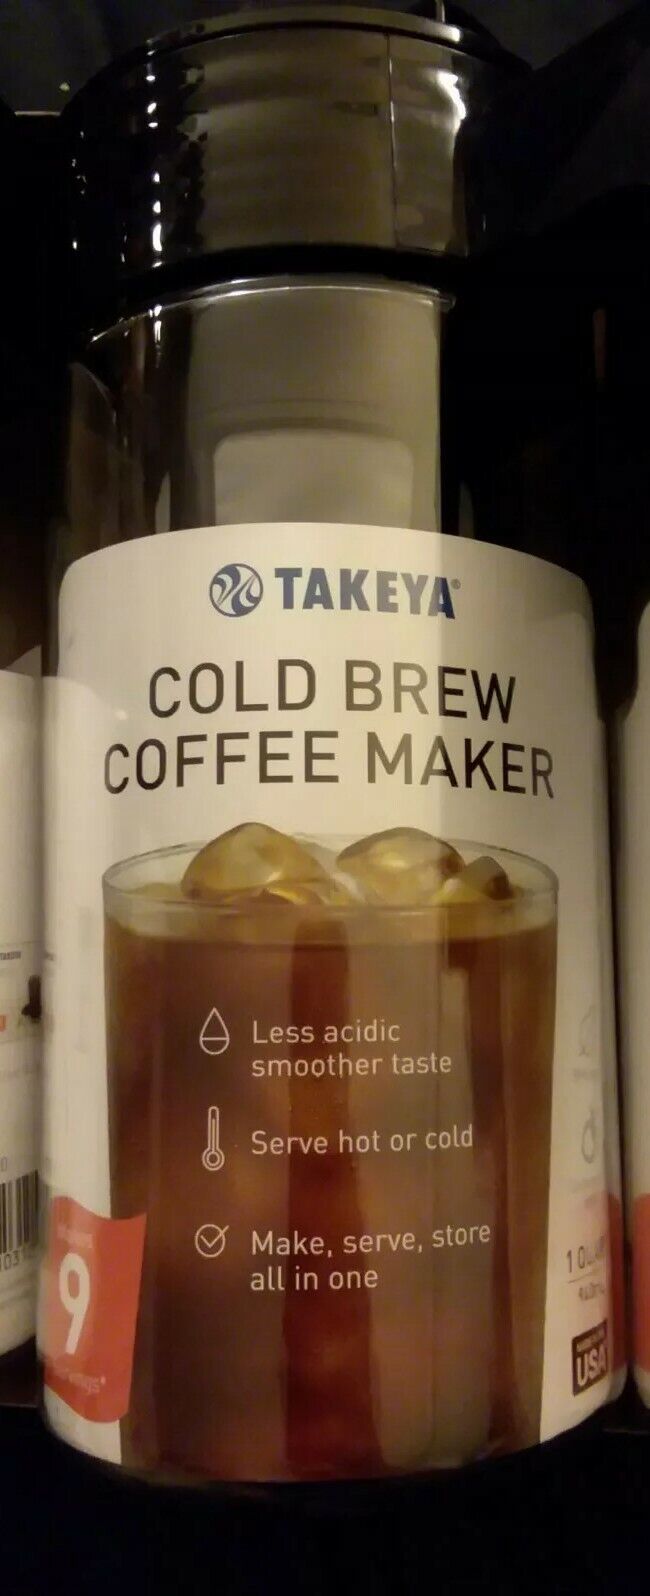 TAKEYA®
COLD BREW
COFFEE MAKER
Less acidic
smoother taste
Serve hot or cold
Make, serve, store
all in one
9
USA